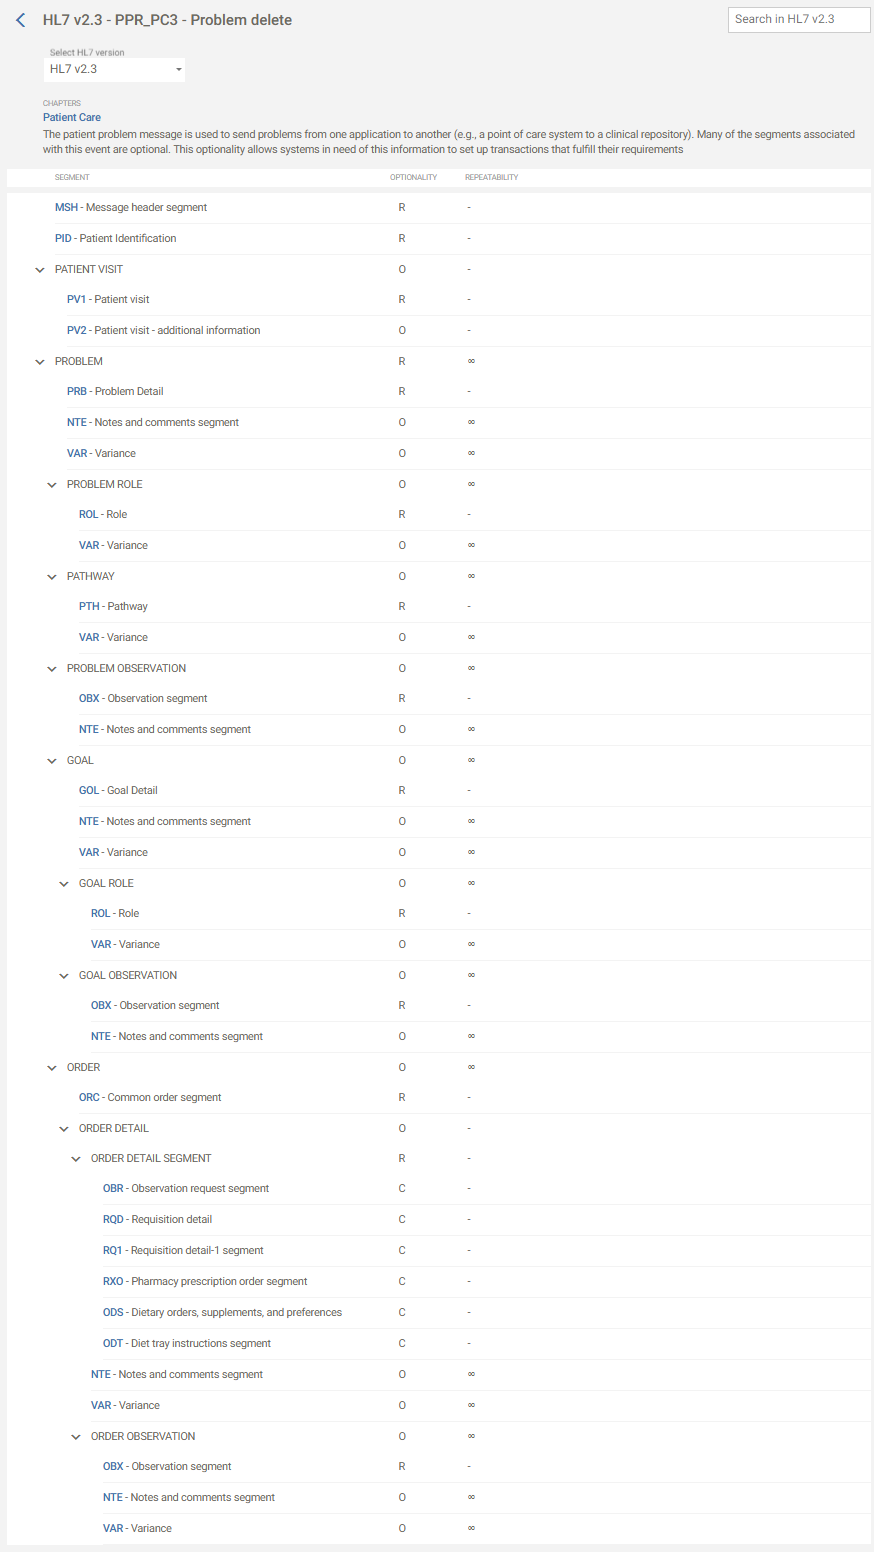 HL7 v2.3 - PPR_PC3 - Problem delete
Search in HL7 v2.3
Select HL7 version
HL7 v2.3
CHAPTERS
Patient Care
The patient problem message is used to send problems from one application to another (e.g., a point of care system to a clinical repository). Many of the segments associated
with this event are optional. This optionality allows systems in need of this information to set up transactions that fulfill their requirements
SEGMENT OPTIONALITY REPEATABILITY
MSH - Message header segment R -
PID - Patient Identification R -
PATIENT VISIT O -
PV1 - Patient visit R -
PV2 - Patient visit - additional information O -
PROBLEM R ∞
PRB - Problem Detail R -
NTE - Notes and comments segment O ∞
VAR - Variance O ∞
PROBLEM ROLE O ∞
ROL - Role R -
VAR - Variance O ∞
PATHWAY O ∞
PTH - Pathway R -
VAR - Variance O ∞
PROBLEM OBSERVATION O ∞
OBX - Observation segment R -
NTE - Notes and comments segment O ∞
GOAL O ∞
GOL - Goal Detail R -
NTE - Notes and comments segment O ∞
VAR - Variance O ∞
GOAL ROLE O ∞
ROL - Role R -
VAR - Variance O ∞
GOAL OBSERVATION O ∞
OBX - Observation segment R -
NTE - Notes and comments segment O ∞
ORDER O ∞
ORC - Common order segment R -
ORDER DETAIL O -
ORDER DETAIL SEGMENT R -
OBR - Observation request segment C -
RQD - Requisition detail C -
RQ1 - Requisition detail-1 segment C -
RXO - Pharmacy prescription order segment C -
ODS - Dietary orders, supplements, and preferences C -
ODT - Diet tray instructions segment C -
NTE - Notes and comments segment O ∞
VAR - Variance O ∞
ORDER OBSERVATION O ∞
OBX - Observation segment R -
NTE - Notes and comments segment O ∞
VAR - Variance O ∞